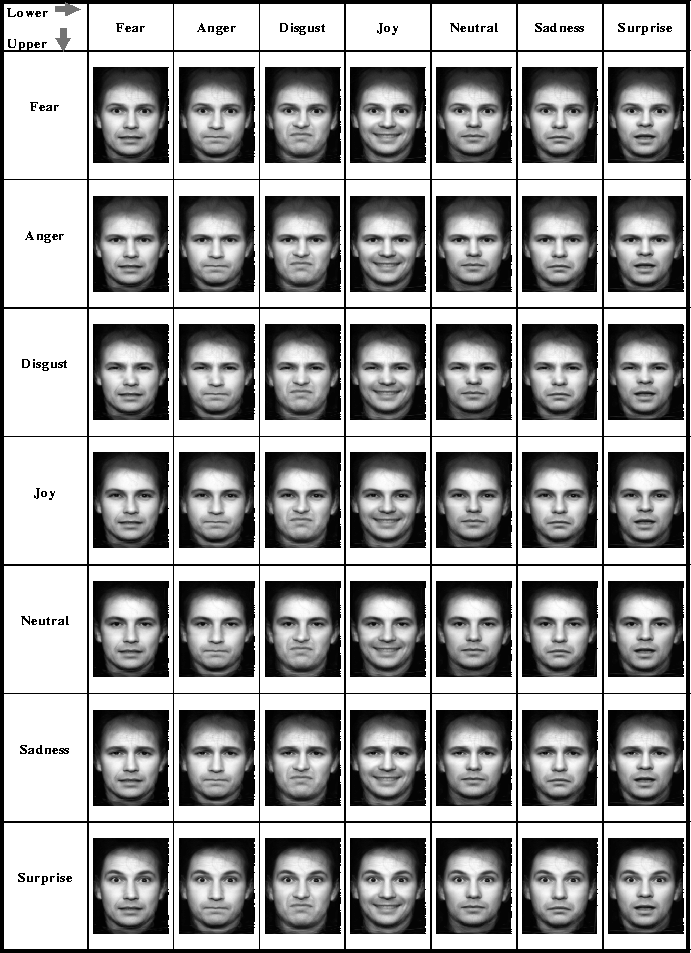 Lower
Upper
Fear Anger Disgust Joy Neutral Sadness Surprise
Fear
Anger
Disgust
Joy
Neutral
Sadness
Surprise